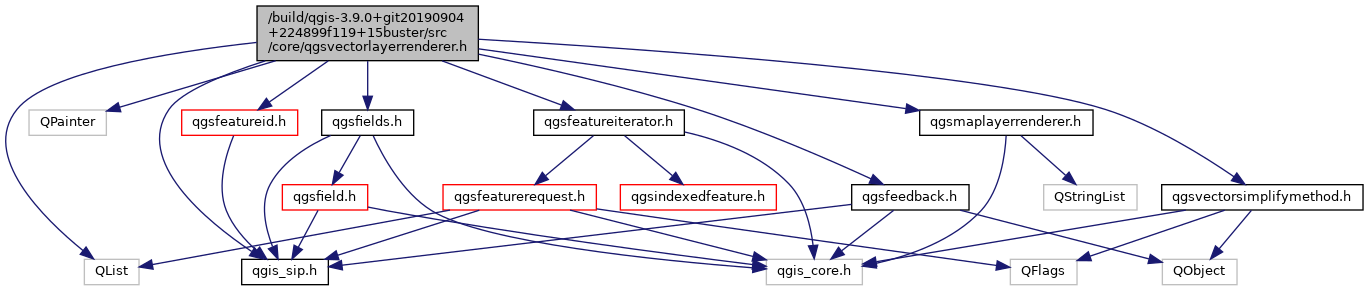 /build/qgis-3.9.0+git20190904
+224899f119+15buster/src
/core/qgsvectorlayerrenderer.h
QPainter
qgsfeatureid.h
qgsfields.h
qgsfeatureiterator.h
qgsmaplayerrenderer.h
qgsfield.h
qgsfeaturerequest.h
qgsindexedfeature.h
qgsfeedback.h
QStringList
qgsvectorsimplifymethod.h
QList
qgis_sip.h
qgis_core.h
QFlags
QObject